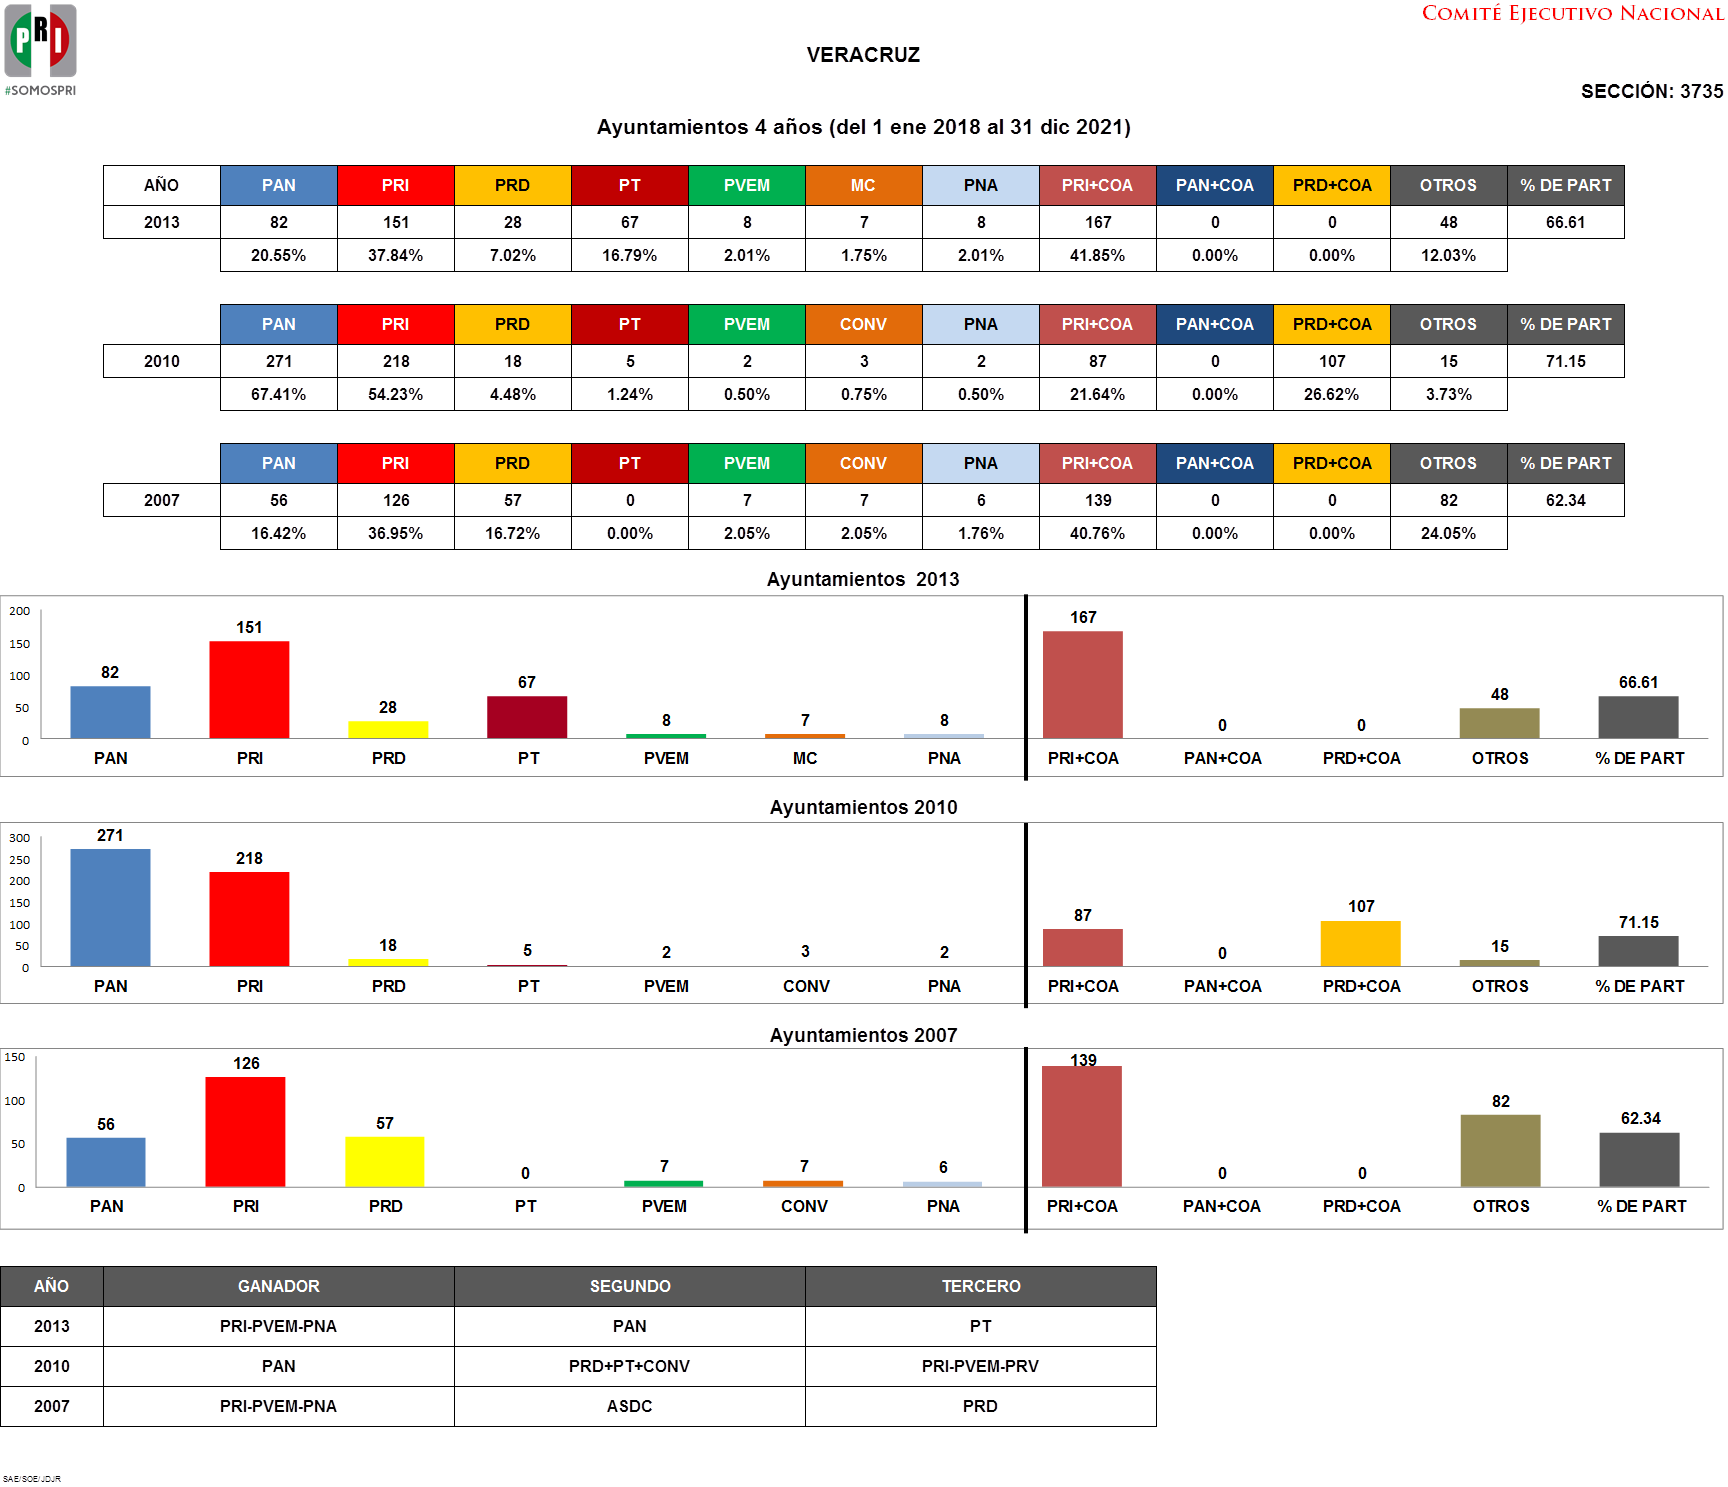 PRI
#SOMOSPRI
COMITÉ EJECUTIVO NACIONAL
VERACRUZ
SECCIÓN: 3735
Ayuntamientos 4 años (del 1 ene 2018 al 31 dic 2021)
AÑO PAN PRI PRD PT PVEM MC PNA PRI+COA PAN+COA PRD+COA OTROS % DE PART
2013 82 151 28 67 8 7 8 167 0 0 48 66.61
20.55% 37.84% 7.02% 16.79% 2.01% 1.75% 2.01% 41.85% 0.00% 0.00% 12.03%
PAN PRI PRD PT PVEM CONV PNA PRI+COA PAN+COA PRD+COA OTROS % DE PART
2010 271 218 18 5 2 3 2 87 0 107 15 71.15
67.41% 54.23% 4.48% 1.24% 0.50% 0.75% 0.50% 21.64% 0.00% 26.62% 3.73%
PAN PRI PRD PT PVEM CONV PNA PRI+COA PAN+COA PRD+COA OTROS % DE PART
2007 56 126 57 0 7 7 6 139 0 0 82 62.34
16.42% 36.95% 16.72% 0.00% 2.05% 2.05% 1.76% 40.76% 0.00% 0.00% 24.05%
Ayuntamientos 2013
200
150
100
50
0
82 151 28 67 8 7 8 167 0 0 48 66.61
PAN PRI PRD PT PVEM MC PNA PRI+COA PAN+COA PRD+COA OTROS % DE PART
Ayuntamientos 2010
300
250
200
150
100
50
0
271 218 18 5 2 3 2 87 0 107 15 71.15
PAN PRI PRD PT PVEM CONV PNA PRI+COA PAN+COA PRD+COA OTROS % DE PART
Ayuntamientos 2007
150
100
50
0
56 126 57 0 7 7 6 139 0 0 82 62.34
PAN PRI PRD PT PVEM CONV PNA PRI+COA PAN+COA PRD+COA OTROS % DE PART
AÑO GANADOR SEGUNDO TERCERO
2013 PRI-PVEM-PNA PAN PT
2010 PAN PRD+PT+CONV PRI-PVEM-PRV
2007 PRI-PVEM-PNA ASDC PRD
SAE/SOE/JDJR